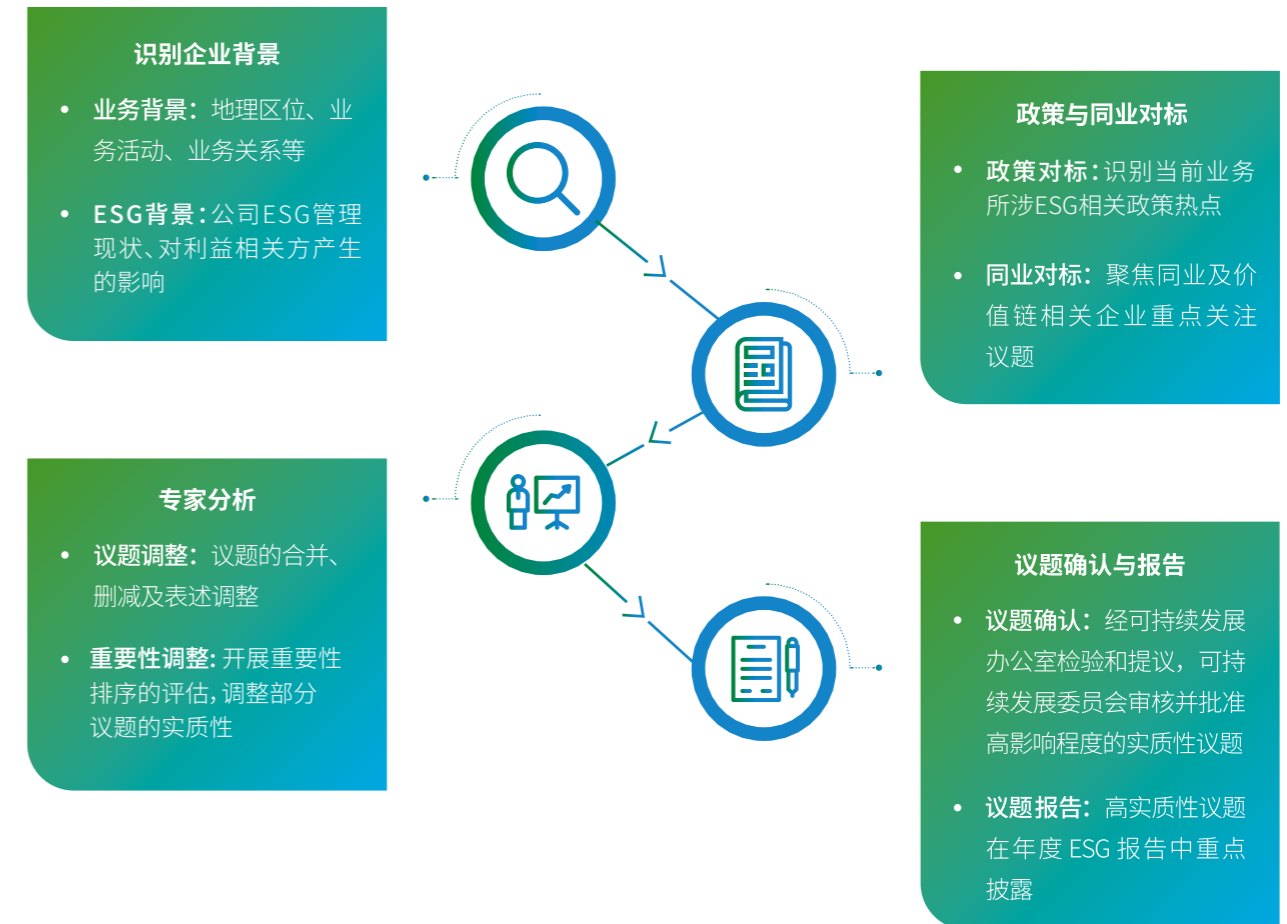 识别企业背景
• 业务背景：地理区位、业
务活动、业务关系等
• ESG背景：公司ESG管理
现状、对利益相关方产生
的影响
政策与同业对标
• 政策对标：识别当前业务
所涉ESG相关政策热点
• 同业对标：聚焦同业及价
值链相关企业重点关注
议题
专家分析
• 议题调整：议题的合并、
删减及表述调整
• 重要性调整：开展重要性
排序的评估，调整部分
议题的实质性
议题确认与报告
• 议题确认：经可持续发展
办公室检验和提议，可持
续发展委员会审核并批准
高影响程度的实质性议题
• 议题报告：高实质性议题
在年度 ESG 报告中重点
披露